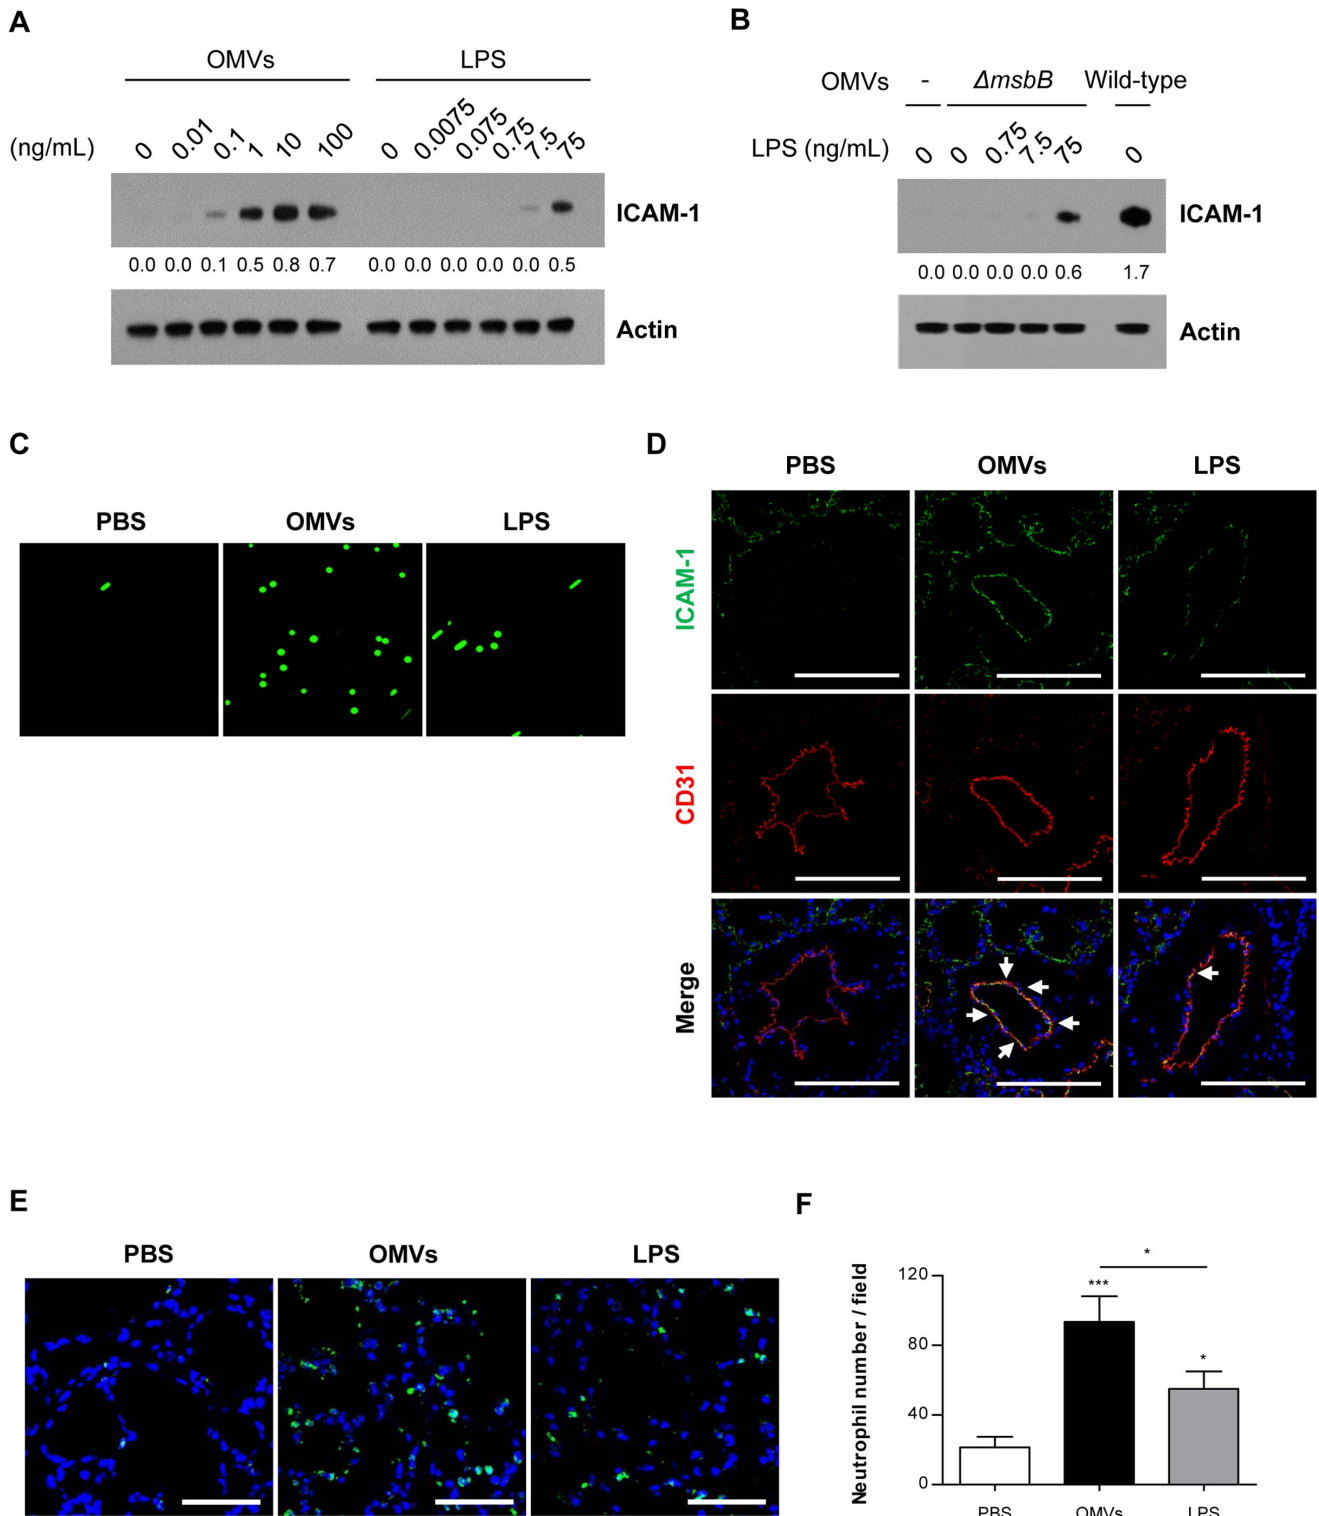 A
OMVs LPS
(ng/mL) 0 0.01 0.1 1 10 100 0 0.0075 0.075 0.75 7.5 75
ICAM-1
0.0 0.0 0.1 0.5 0.8 0.7 0.0 0.0 0.0 0.0 0.0 0.5
Actin
B
OMVs - ΔmsbB Wild-type
LPS (ng/mL) 0 0 0.75 7.5 75 0
ICAM-1
0.0 0.0 0.0 0.0 0.6 1.7
Actin
C
PBS OMVs LPS
D
PBS OMVs LPS
ICAM-1
CD31
Merge
E
PBS OMVs LPS
F
*
Neutrophil number / field
120
80
40
0
***
*
PBS OMVs LPS